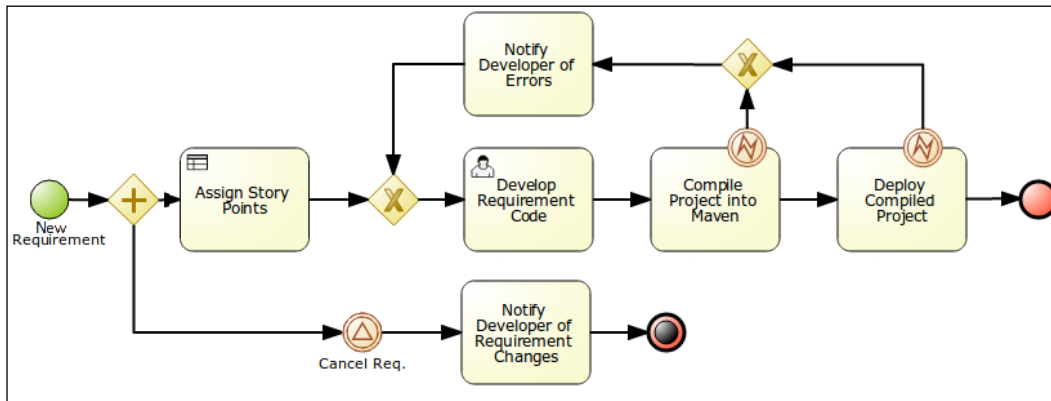 Notify
Developer of
Errors
Assign Story
Points
Develop
Requirement
Code
Compile
Project into
Maven
Deploy
Compiled
Project
New
Requirement
Notify
Developer of
Requirement
Changes
Cancel Req.